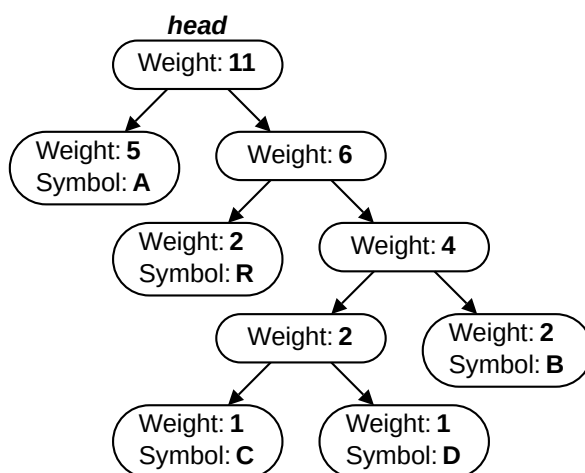 head
Weight: 11
Weight: 5
Symbol: A
Weight: 6
Weight: 2
Symbol: R
Weight: 4
Weight: 2
Weight: 2
Symbol: B
Weight: 1
Symbol: C
Weight: 1
Symbol: D